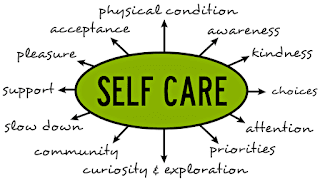 physical condition
acceptance
awareness
pleasure
kindness
support
SELF CARE
choices
slow down
attention
community
priorities
curiosity & exploration